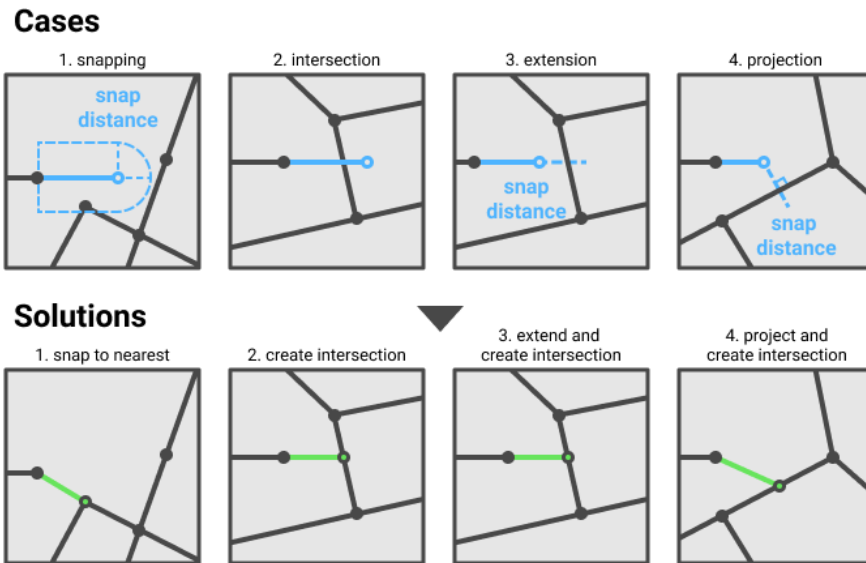 Cases
1. snapping
2. intersection
3. extension
4. projection
snap
distance
snap
distance
snap
distance
Solutions
1. snap to nearest
2. create intersection
3. extend and
create intersection
4. project and
create intersection